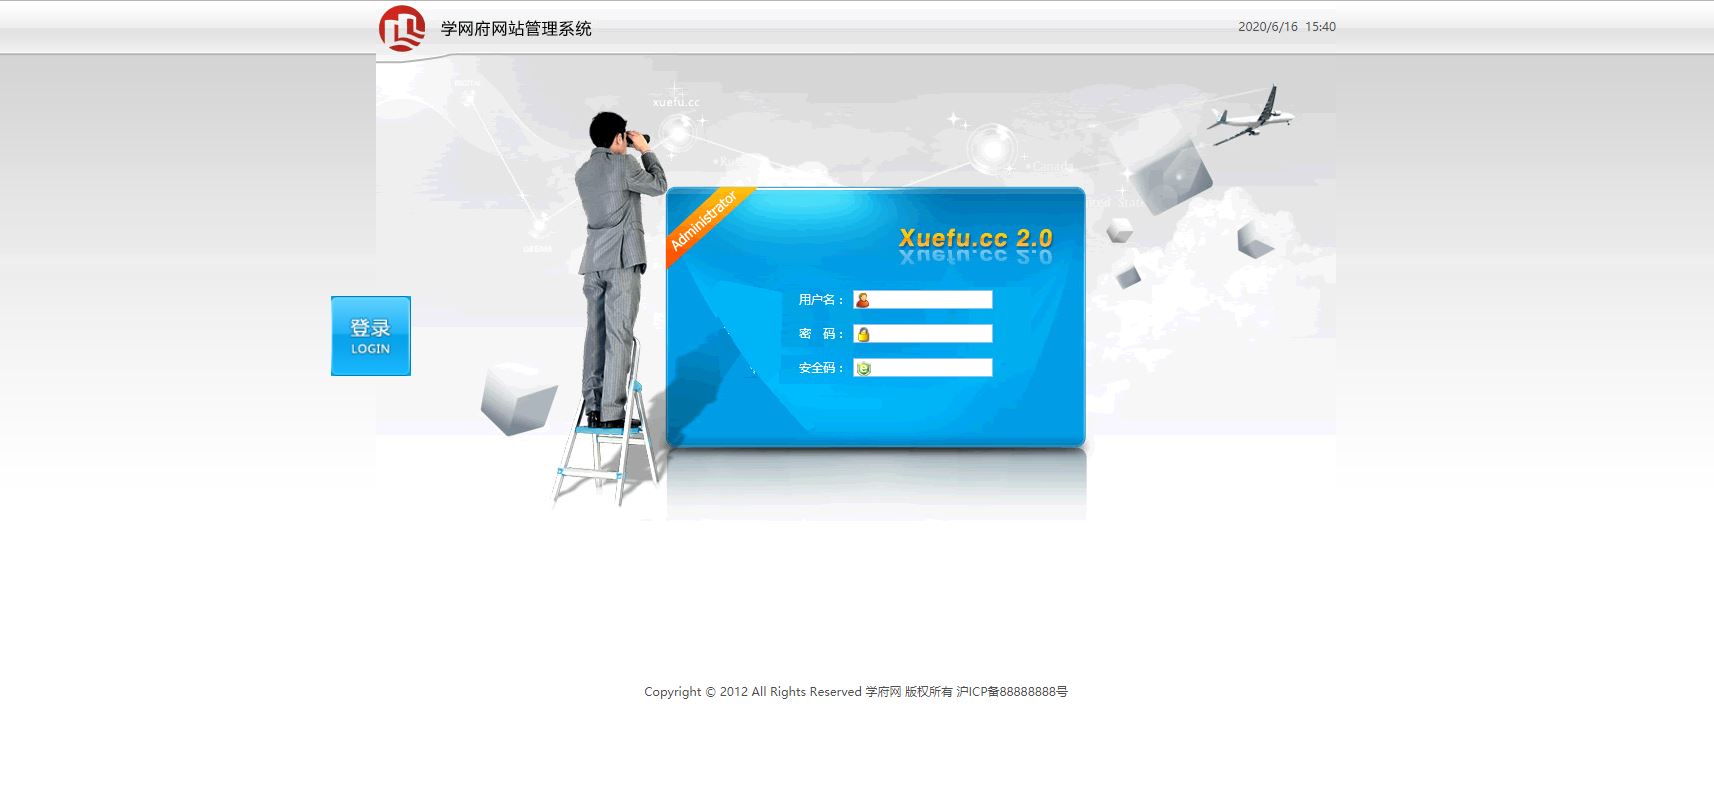 学网府网站管理系统
2020/6/16 15:40
xuefu.cc
Canada
Administrator
Xuefu.cc 2.0
用户名：
密 码：
安全码：
登录
LOGIN
Copyright © 2012 All Rights Reserved 学府网 版权所有 沪ICP备88888888号